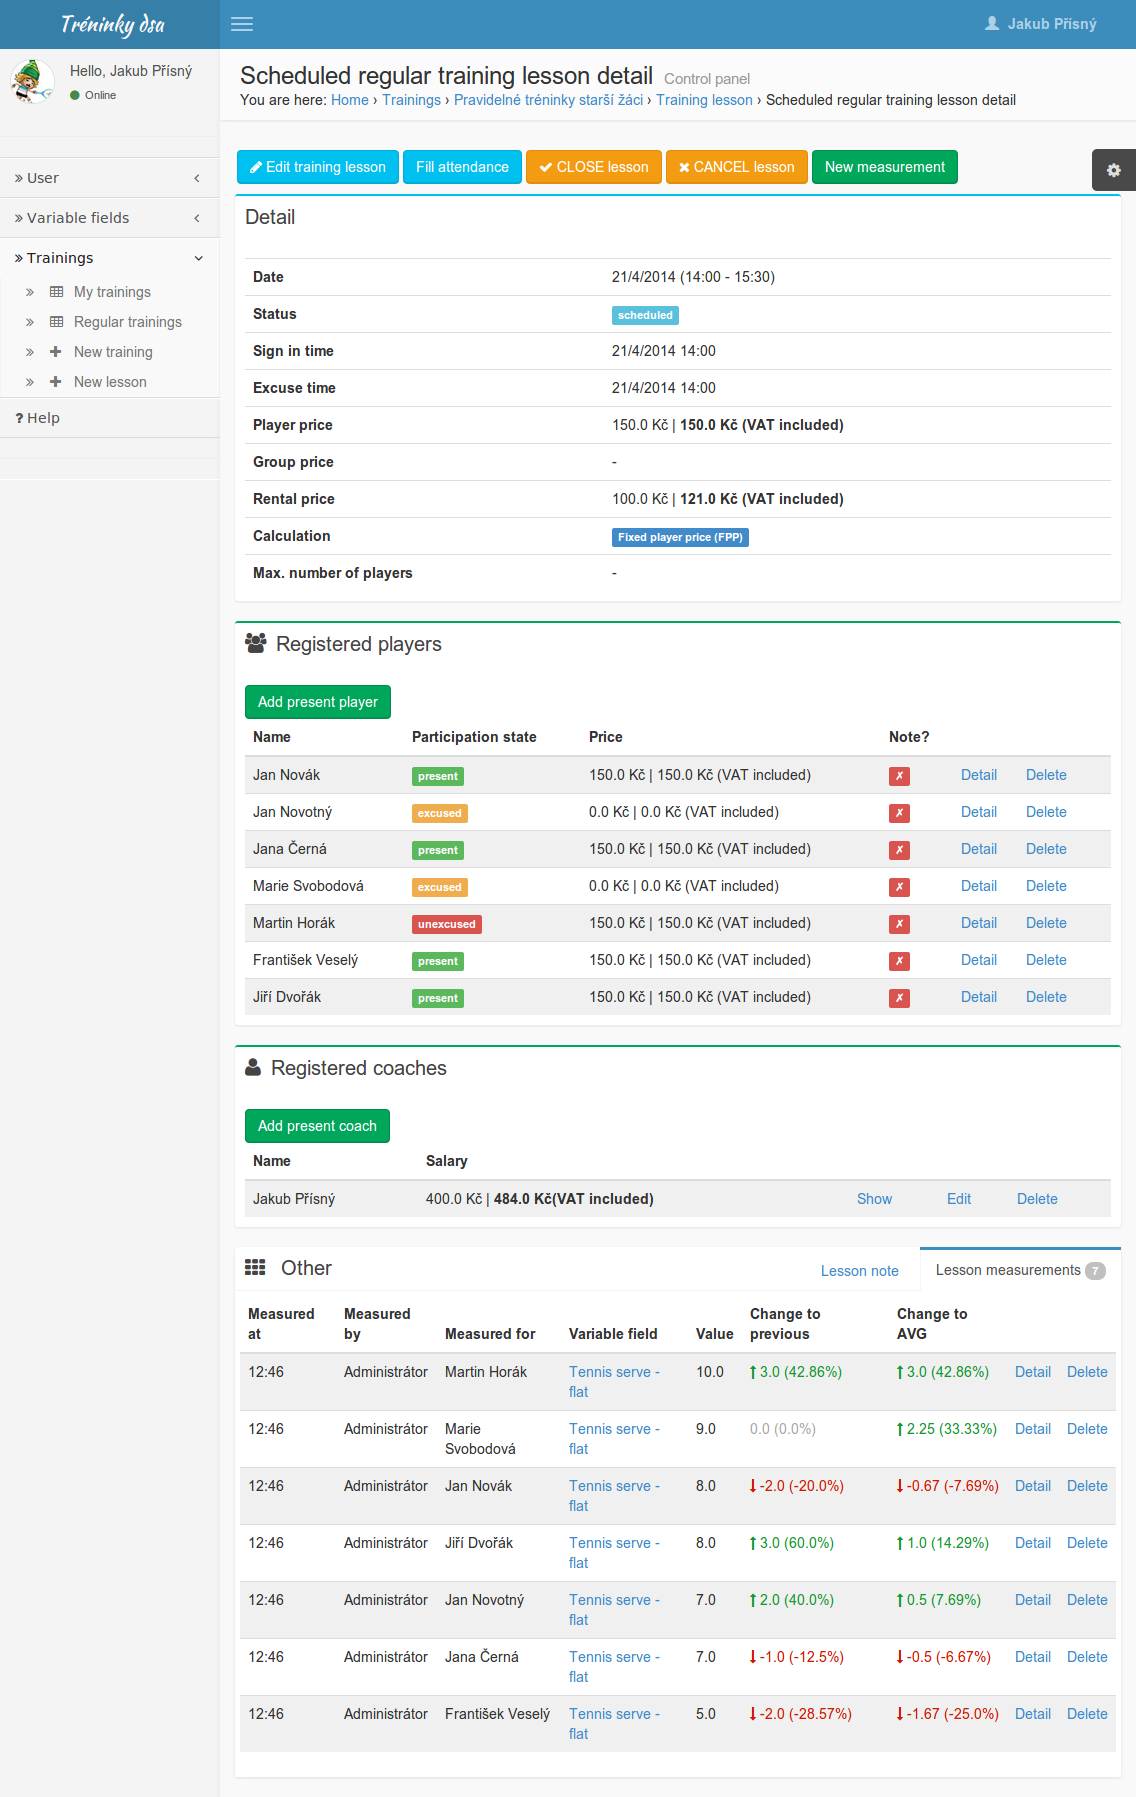 Tréninky dsa
Jakub Přísný
Hello, Jakub Přísný
Online
Scheduled regular training lesson detail Control panel
You are here: Home › Trainings › Pravidelné tréninky starší žáci › Training lesson › Scheduled regular training lesson detail
User
Variable fields
Trainings
My trainings
Regular trainings
New training
New lesson
? Help
Edit training lesson Fill attendance CLOSE lesson CANCEL lesson New measurement
Detail
Date 21/4/2014 (14:00 - 15:30)
Status scheduled
Sign in time 21/4/2014 14:00
Excuse time 21/4/2014 14:00
Player price 150.0 Kč | 150.0 Kč (VAT included)
Group price -
Rental price 100.0 Kč | 121.0 Kč (VAT included)
Calculation Fixed player price (FPP)
Max. number of players -
Registered players
Add present player
Name Participation state Price Note?
Jan Novák present 150.0 Kč | 150.0 Kč (VAT included) ✗ Detail Delete
Jan Novotný excused 0.0 Kč | 0.0 Kč (VAT included) ✗ Detail Delete
Jana Černá present 150.0 Kč | 150.0 Kč (VAT included) ✗ Detail Delete
Marie Svobodová excused 0.0 Kč | 0.0 Kč (VAT included) ✗ Detail Delete
Martin Horák unexcused 150.0 Kč | 150.0 Kč (VAT included) ✗ Detail Delete
František Veselý present 150.0 Kč | 150.0 Kč (VAT included) ✗ Detail Delete
Jiří Dvořák present 150.0 Kč | 150.0 Kč (VAT included) ✗ Detail Delete
Registered coaches
Add present coach
Name Salary
Jakub Přísný 400.0 Kč | 484.0 Kč(VAT included) Show Edit Delete
Other Lesson note Lesson measurements 7
Measured Measured Change to Change to
at by Measured for Variable field Value previous AVG
12:46 Administrátor Martin Horák Tennis serve - 10.0 3.0 (42.86%) 3.0 (42.86%) Detail Delete
flat
12:46 Administrátor Marie Tennis serve - 9.0 0.0 (0.0%) 2.25 (33.33%) Detail Delete
Svobodová flat
12:46 Administrátor Jan Novák Tennis serve - 8.0 -2.0 (-20.0%) -0.67 (-7.69%) Detail Delete
flat
12:46 Administrátor Jiří Dvořák Tennis serve - 8.0 3.0 (60.0%) 1.0 (14.29%) Detail Delete
flat
12:46 Administrátor Jan Novotný Tennis serve - 7.0 2.0 (40.0%) 0.5 (7.69%) Detail Delete
flat
12:46 Administrátor Jana Černá Tennis serve - 7.0 -1.0 (-12.5%) -0.5 (-6.67%) Detail Delete
flat
12:46 Administrátor František Veselý Tennis serve - 5.0 -2.0 (-28.57%) -1.67 (-25.0%) Detail Delete
flat